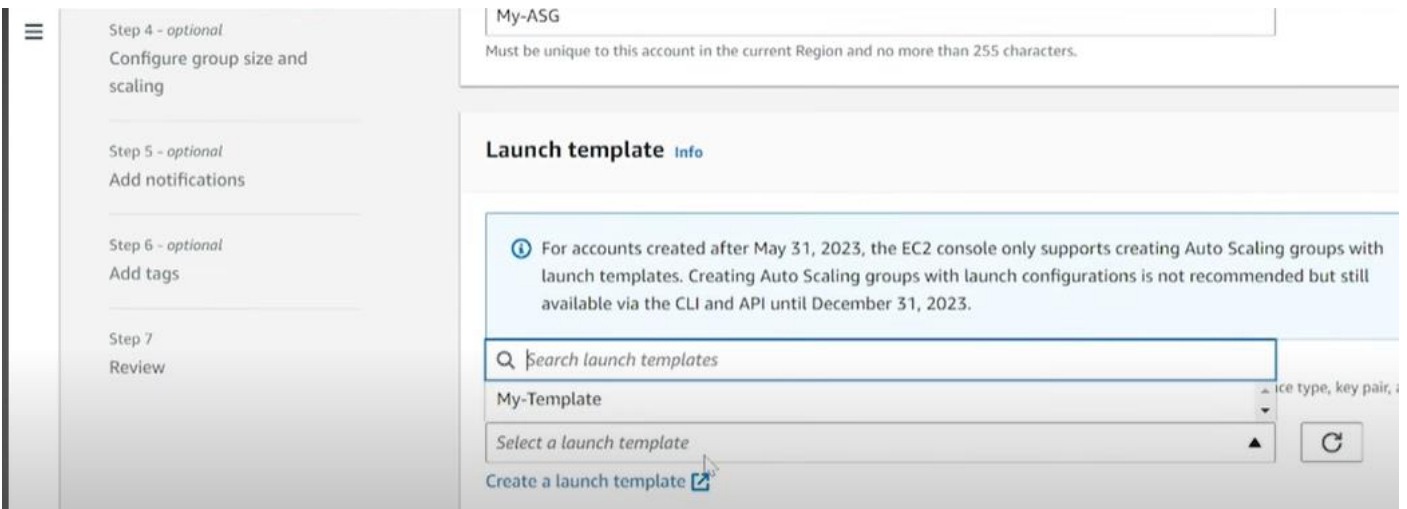 Step 4 - optional
Configure group size and
scaling
Step 5 - optional
Add notifications
Step 6 - optional
Add tags
Step 7
Review
My-ASG
Must be unique to this account in the current Region and no more than 255 characters.
Launch template Info
For accounts created after May 31, 2023, the EC2 console only supports creating Auto Scaling groups with
launch templates. Creating Auto Scaling groups with launch configurations is not recommended but still
available via the CLI and API until December 31, 2023.
Search launch templates
My-Template
type, key pair,
Select a launch template
Create a launch template